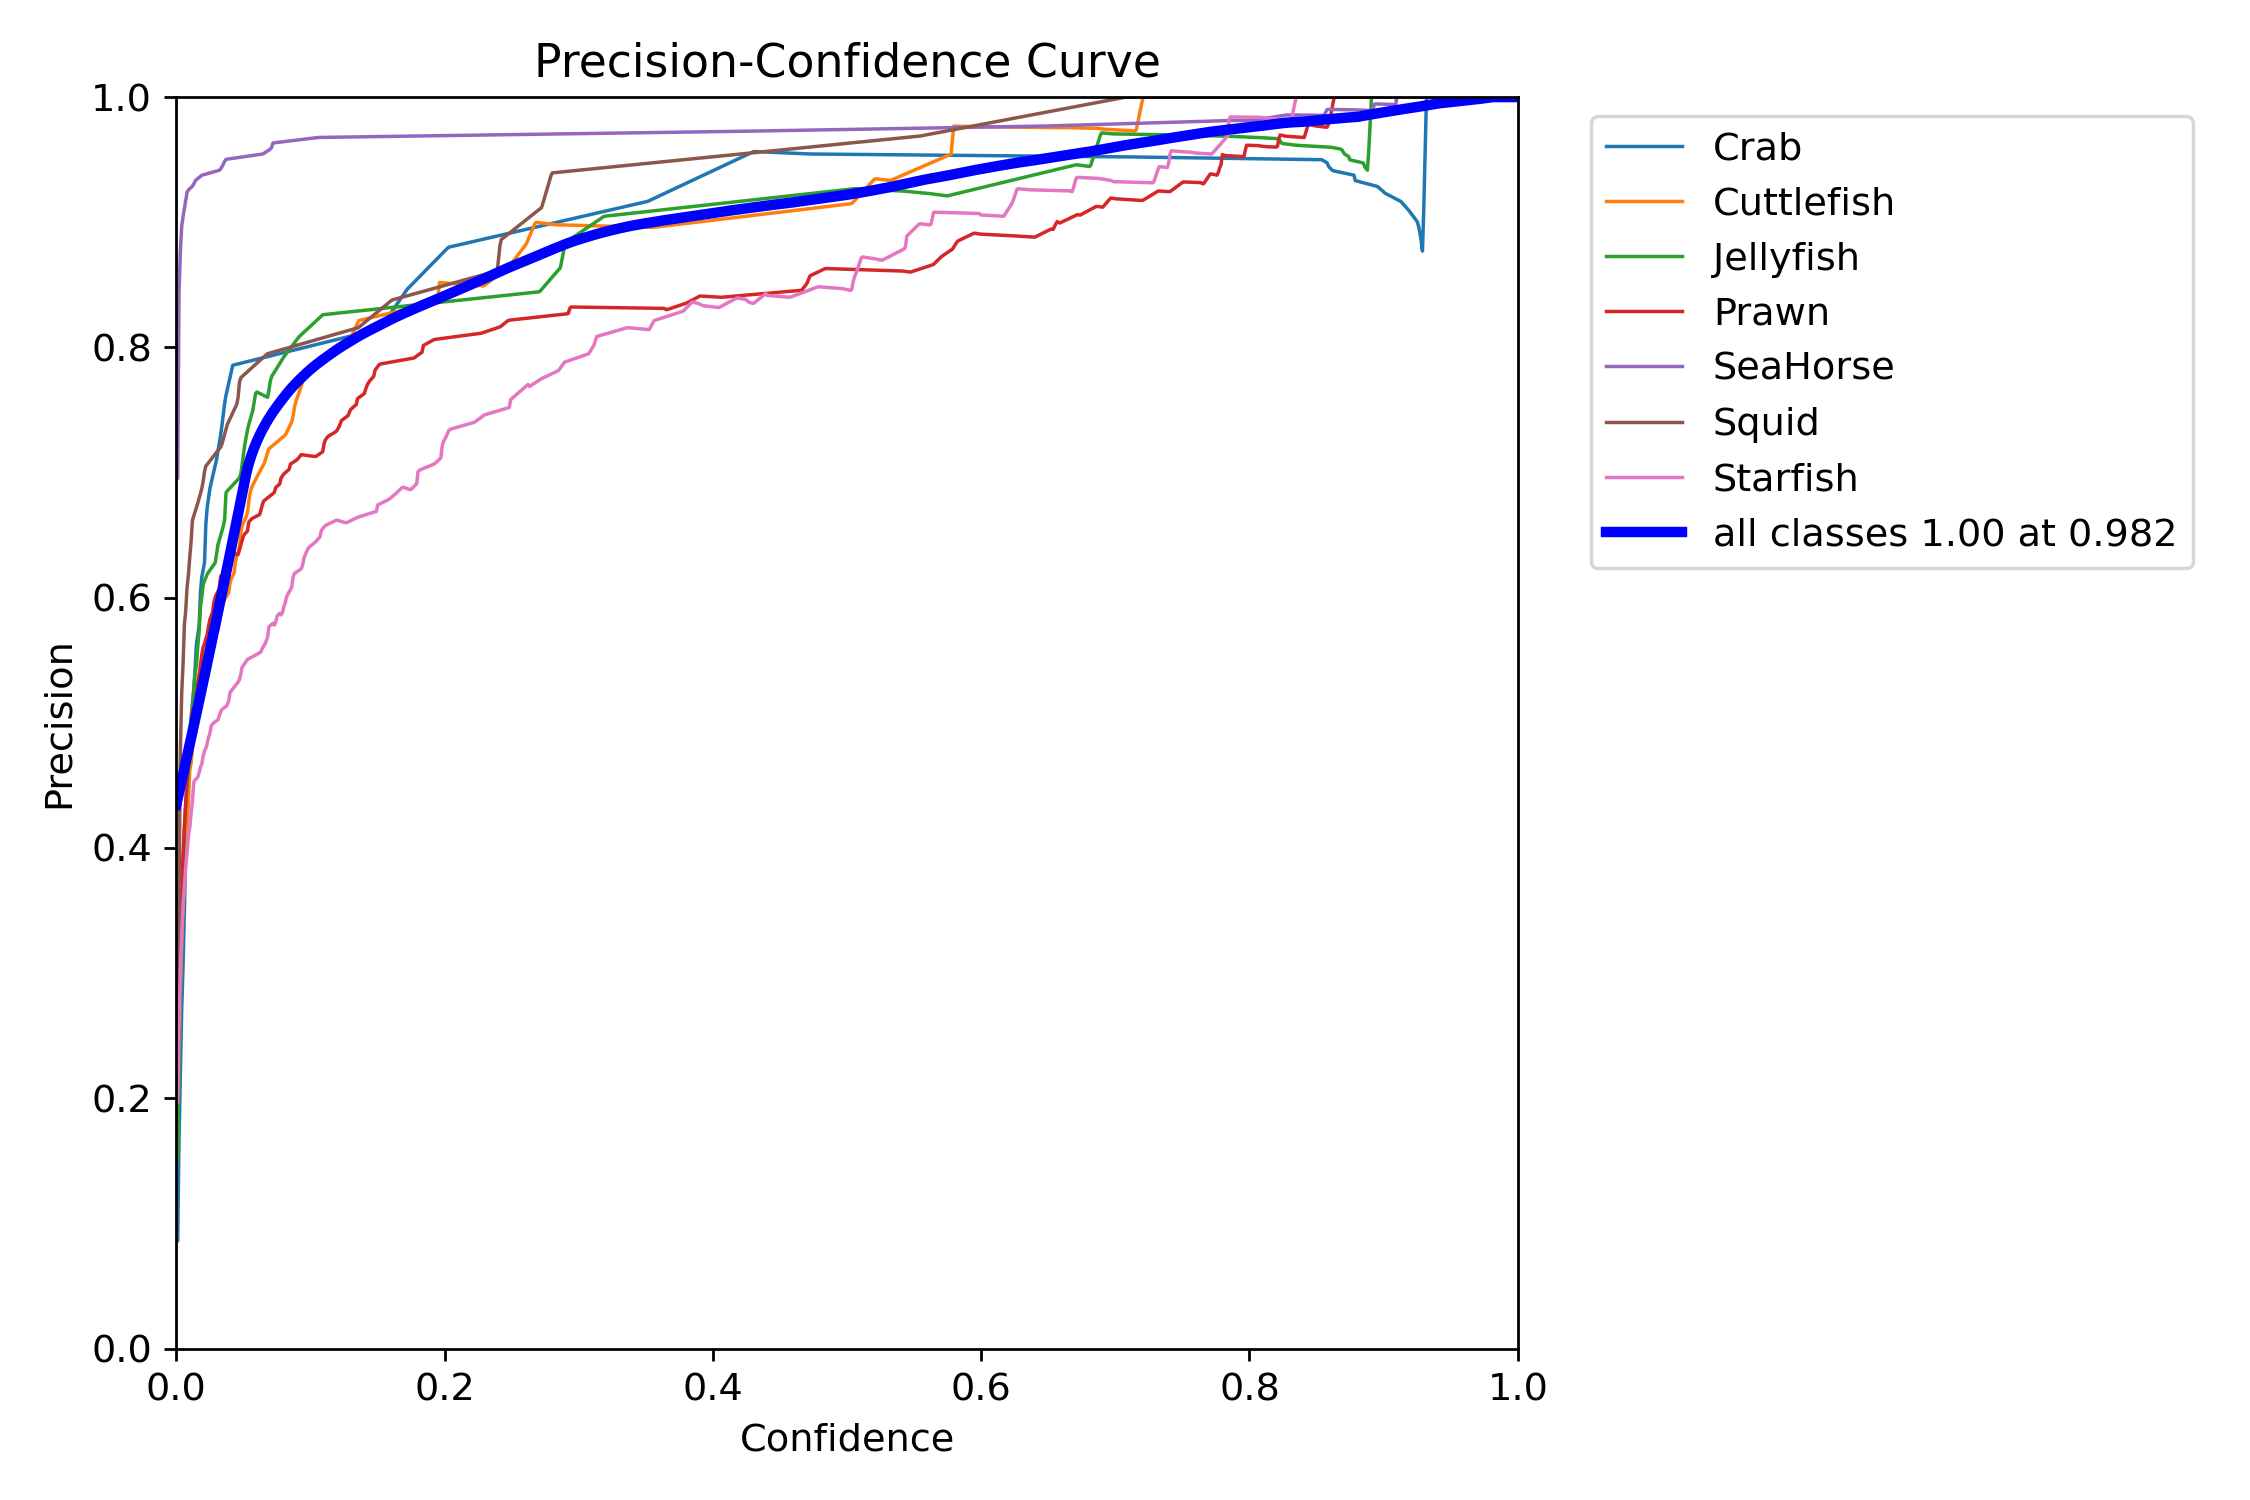 Precision-Confidence Curve
1.0
0.8
0.6
0.4
0.2
0.0
Precision
0.0 0.2 0.4 0.6 0.8 1.0
Confidence
Crab
Cuttlefish
Jellyfish
Prawn
SeaHorse
Squid
Starfish
all classes 1.00 at 0.982